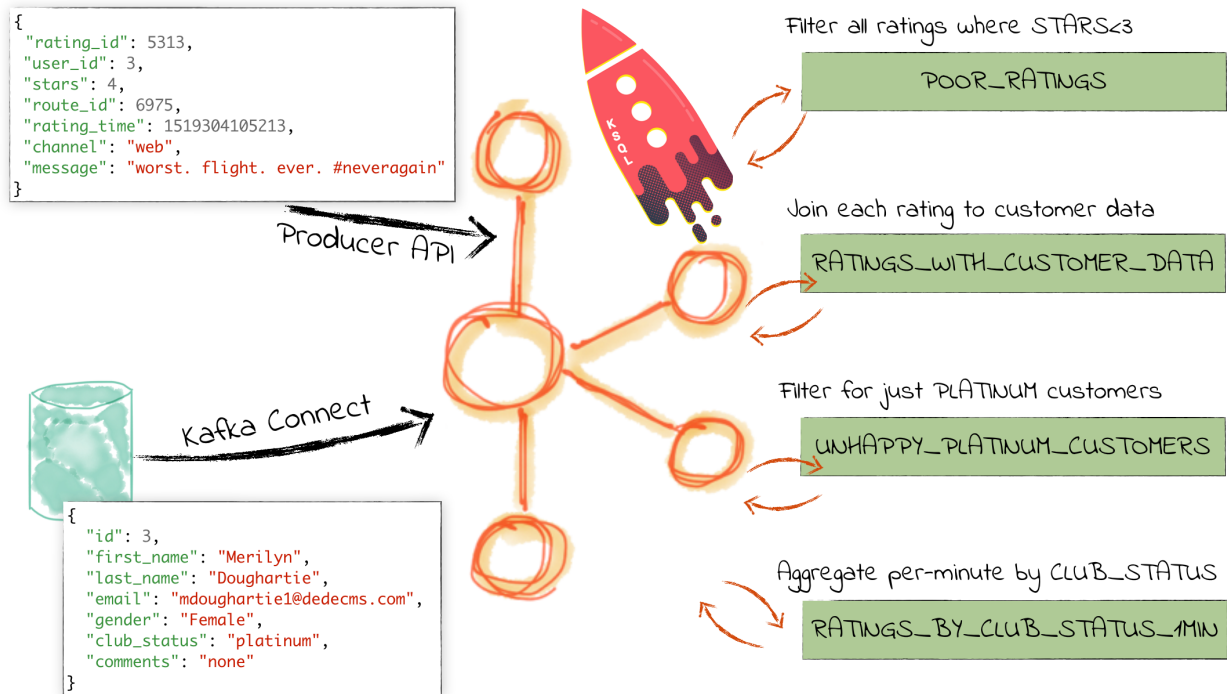 {
"rating_id": 5313,
"user_id": 3,
"stars": 4,
"route_id": 6975,
"rating_time": 1519304105213,
"channel": "web",
"message": "worst. flight. ever. #neveragain"
}
Producer API
Kafka Connect
{
"id": 3,
"first_name": "Merilyn",
"last_name": "Doughartie",
"email": "mdoughartie1@dedecms.com",
"gender": "Female",
"club_status": "platinum",
"comments": "none"
}
KSQL
Filter all ratings where STARS<3
POOR_RATINGS
Join each rating to customer data
RATINGS_WITH_CUSTOMER_DATA
Filter for just PLATINUM customers
UNHAPPY_PLATINUM_CUSTOMERS
Aggregate per-minute by CLUB_STATUS
RATINGS_BY_CLUB_STATUS_1MIN